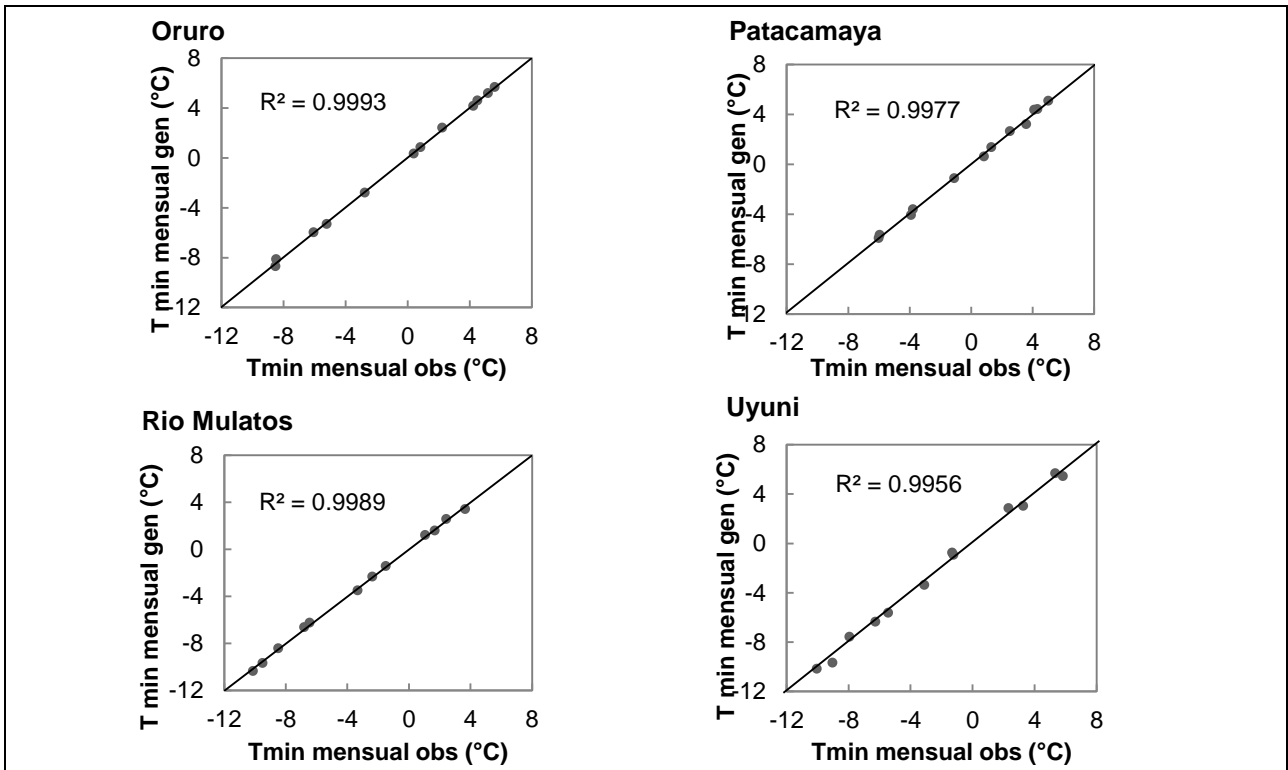 Oruro
T min mensual gen (°C)
8
4
0
-4
-8
-12
R² = 0.9993
-12 -8 -4 0 4 8
Tmin mensual obs (°C)
Patacamaya
T min mensual gen (°C)
8
4
0
-4
-8
-12
R² = 0.9977
-12 -8 -4 0 4 8
Tmin mensual obs (°C)
Rio Mulatos
T min mensual gen (°C)
8
4
0
-4
-8
-12
R² = 0.9989
-12 -8 -4 0 4 8
Tmin mensual obs (°C)
Uyuni
T min mensual gen (°C)
8
4
0
-4
-8
-12
R² = 0.9956
-12 -8 -4 0 4 8
Tmin mensual obs (°C)